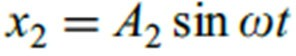 x₂ = A₂ sin ωt